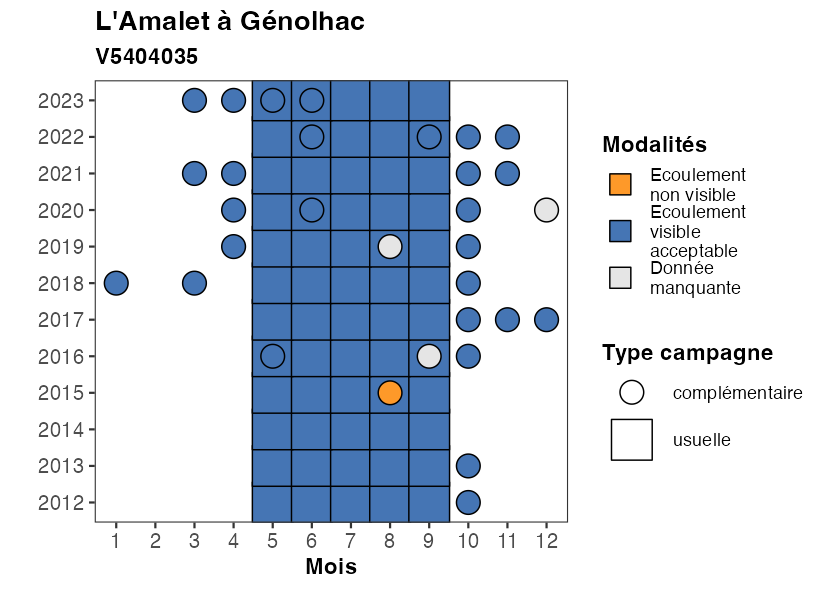 L'Amalet à Génolhac
V5404035
2023
2022
2021
2020
2019
2018
2017
2016
2015
2014
2013
2012
1 2 3 4 5 6 7 8 9 10 11 12
Mois
Modalités
Ecoulement
non visible
Ecoulement
visible
acceptable
Donnée
manquante
Type campagne
complémentaire
usuelle